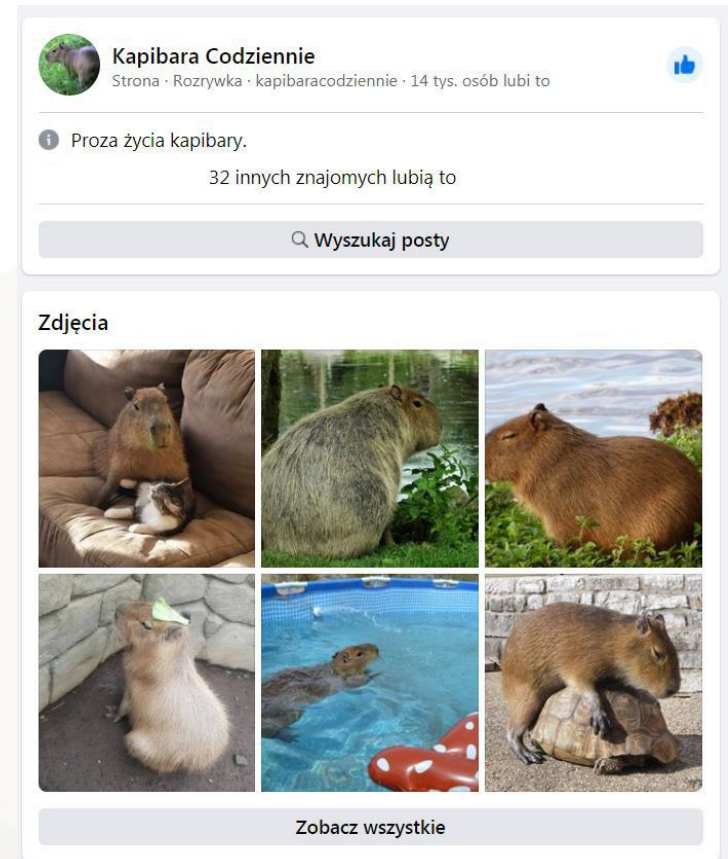 Kapibara Codziennie
Strona · Rozrywka · kapibaracodziennie · 14 tys. osób lubi to
Proza życia kapibary.
32 innych znajomych lubią to
Wyszukaj posty
Zdjęcia
Zobacz wszystkie